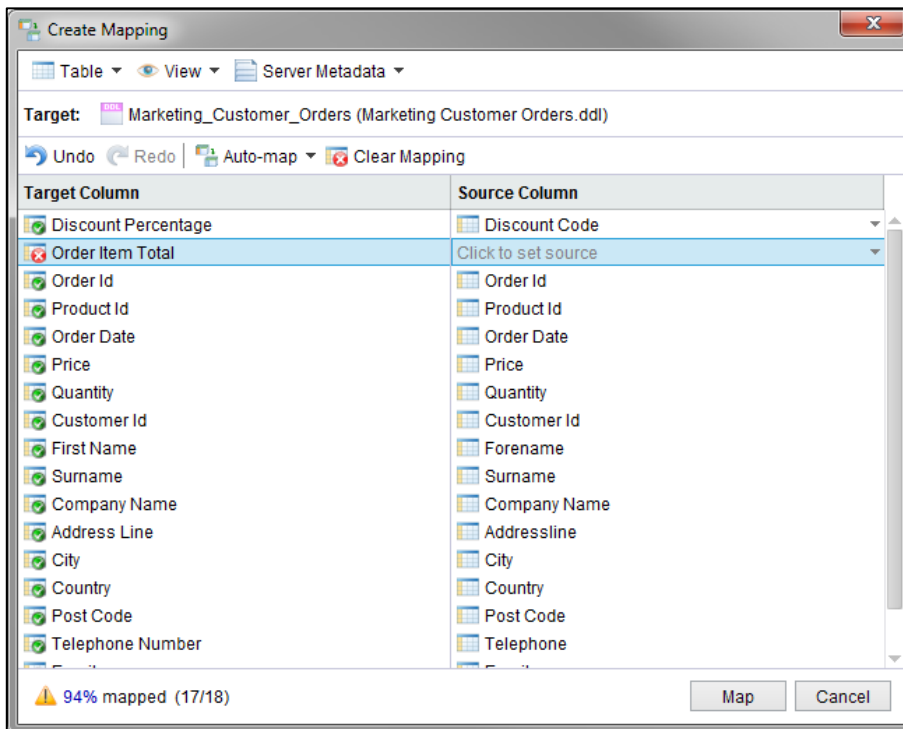 Create Mapping
Table View Server Metadata
Target: DDL Marketing_Customer_Orders (Marketing Customer Orders.ddl)
Undo Redo Auto-map Clear Mapping
Target Column Source Column
Discount Percentage Discount Code
Order Item Total Click to set source
Order Id Order Id
Product Id Product Id
Order Date Order Date
Price Price
Quantity Quantity
Customer Id Customer Id
First Name Forename
Surname Surname
Company Name Company Name
Address Line Addressline
City City
Country Country
Post Code Post Code
Telephone Number Telephone
94% mapped (17/18) Map Cancel